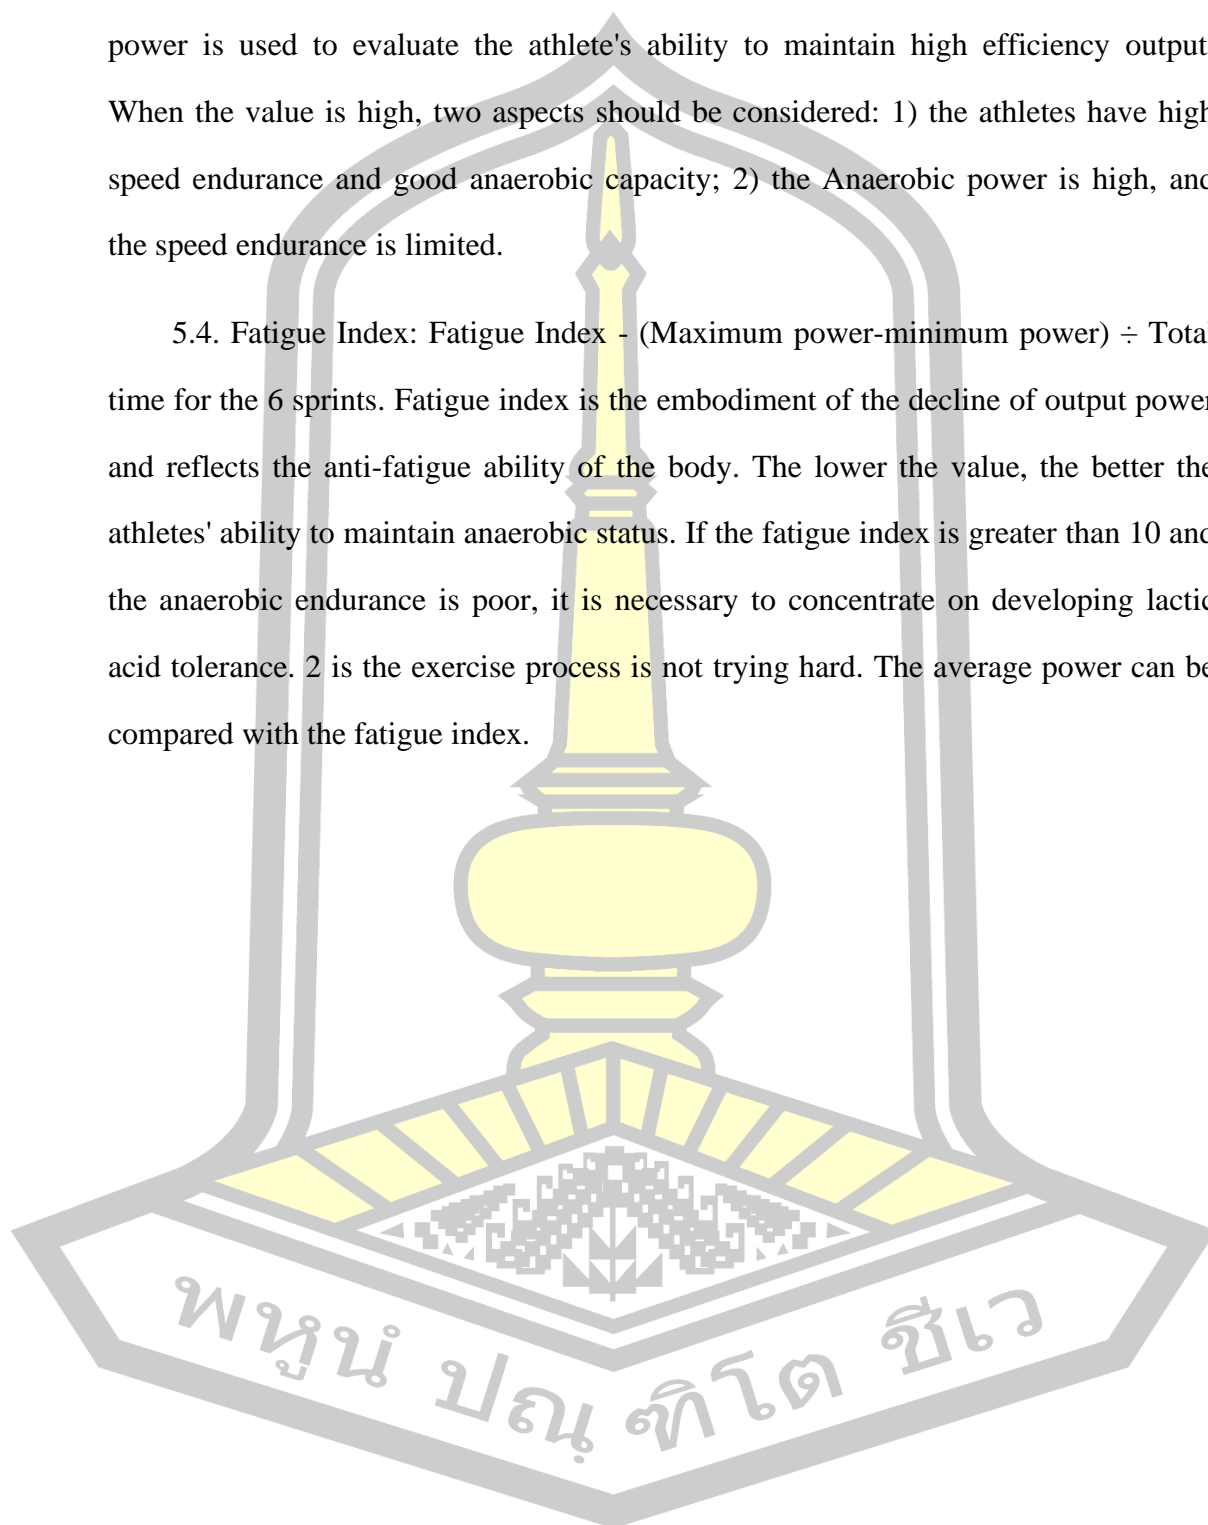 power is used to evaluate the athlete's ability to maintain high efficiency output.
When the value is high, two aspects should be considered: 1) the athletes have high
speed endurance and good anaerobic capacity; 2) the Anaerobic power is high, and
the speed endurance is limited.
5.4. Fatigue Index: Fatigue Index - (Maximum power-minimum power) ÷ Total
time for the 6 sprints. Fatigue index is the embodiment of the decline of output power
and reflects the anti-fatigue ability of the body. The lower the value, the better the
athletes' ability to maintain anaerobic status. If the fatigue index is greater than 10 and
the anaerobic endurance is poor, it is necessary to concentrate on developing lactic
acid tolerance. 2 is the exercise process is not trying hard. The average power can be
compared with the fatigue index.
พหูนํ ปณฺ ฑิโต ชีเว